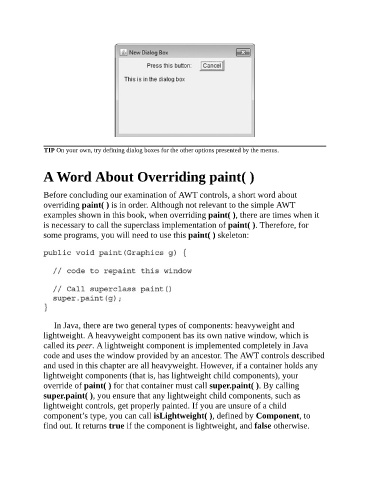 New Dialog Box
Press this button: Cancel
This is in the dialog box
TIP On your own, try defining dialog boxes for the other options presented by the menus.
A Word About Overriding paint( )
Before concluding our examination of AWT controls, a short word about
overriding paint( ) is in order. Although not relevant to the simple AWT
examples shown in this book, when overriding paint( ), there are times when it
is necessary to call the superclass implementation of paint( ). Therefore, for
some programs, you will need to use this paint( ) skeleton:
public void paint(Graphics g) {
// code to repaint this window
// Call superclass paint()
super.paint(g);
}
In Java, there are two general types of components: heavyweight and
lightweight. A heavyweight component has its own native window, which is
called its peer. A lightweight component is implemented completely in Java
code and uses the window provided by an ancestor. The AWT controls described
and used in this chapter are all heavyweight. However, if a container holds any
lightweight components (that is, has lightweight child components), your
override of paint( ) for that container must call super.paint( ). By calling
super.paint( ), you ensure that any lightweight child components, such as
lightweight controls, get properly painted. If you are unsure of a child
component's type, you can call isLightweight( ), defined by Component, to
find out. It returns true if the component is lightweight, and false otherwise.